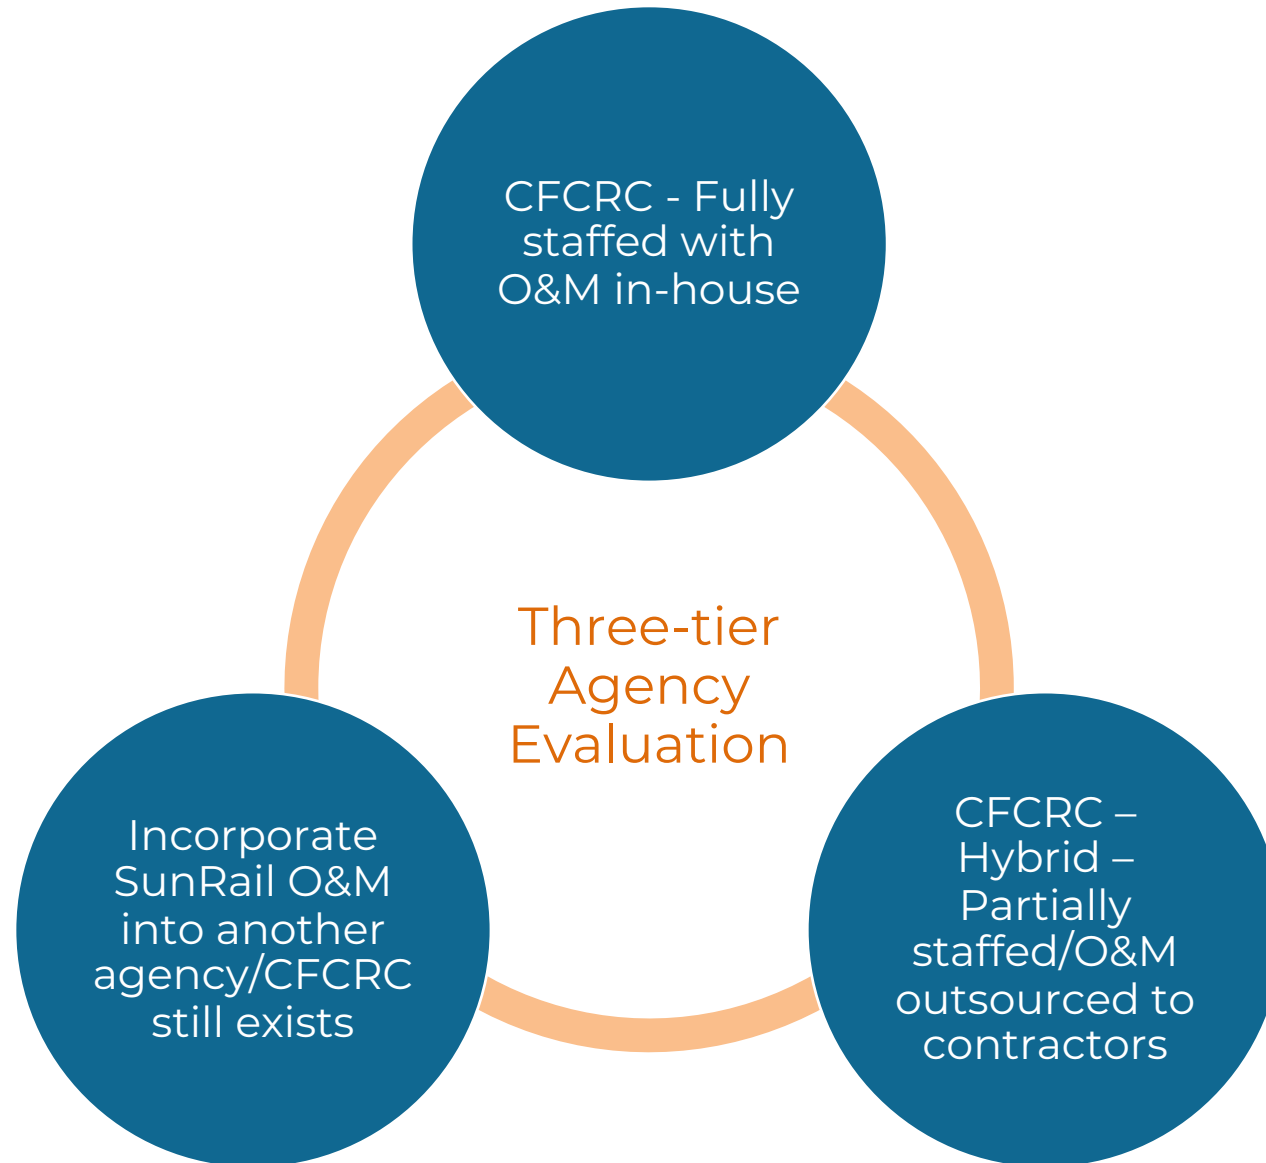 CFCRC - Fully
staffed with
O&M in-house
Three-tier
Agency
Evaluation
Incorporate
SunRail O&M
into another
agency/CFCRC
still exists
CFCRC –
Hybrid –
Partially
staffed/O&M
outsourced to
contractors